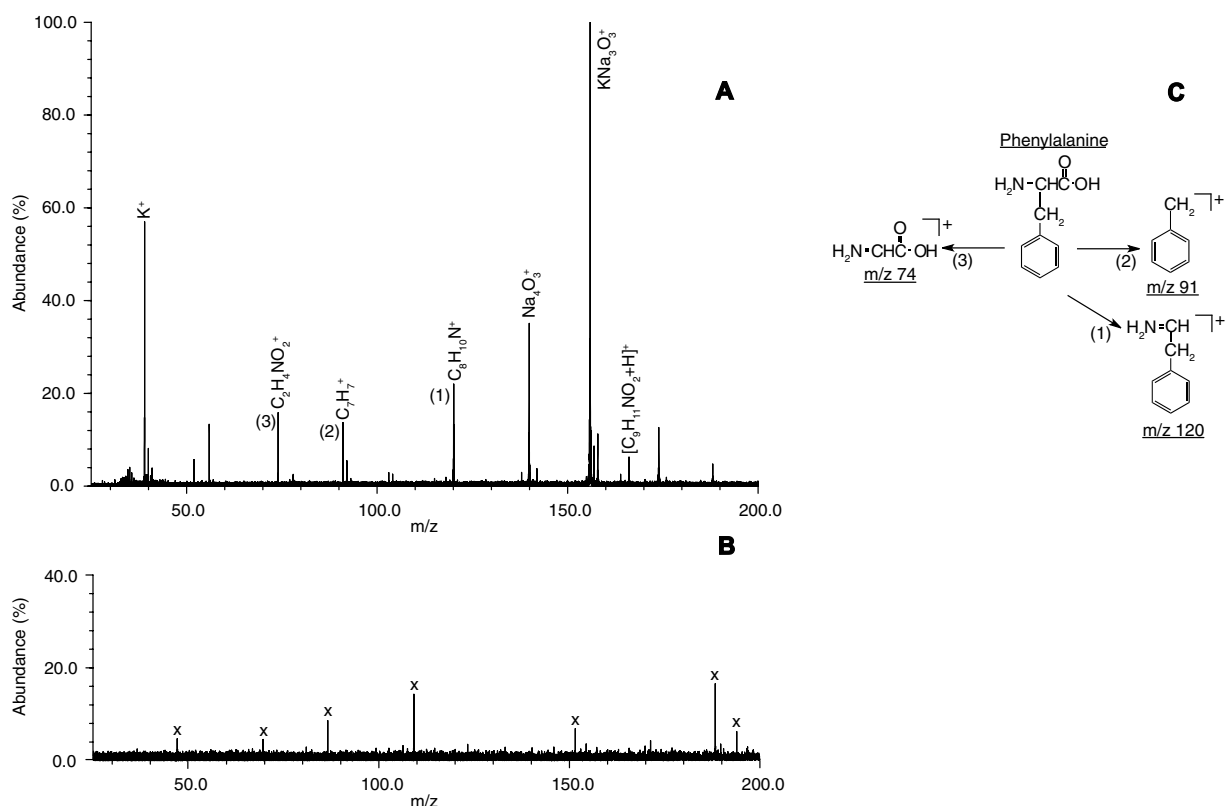 100.0
80.0
60.0
40.0
20.0
0.0
Abundance (%)
K⁺
(3) C₂H₄NO₂⁺
(2) C₇H₇⁺
(1) C₈H₁₀N⁺
Na₄O₃⁺
KNa₃O₃⁺
[C₉H₁₁NO₂+H]⁺
A
50.0 100.0 150.0 200.0
m/z
B
40.0
20.0
0.0
Abundance (%)
x x x x x x x
50.0 100.0 150.0 200.0
m/z
C
Phenylalanine
O
H₂N-CH-C-OH
CH₂
O ⁺
H₂N-CH-C-OH
m/z 74
(3)
(2)
CH₂ ⁺
m/z 91
(1)
H₂N=CH ⁺
CH₂
m/z 120